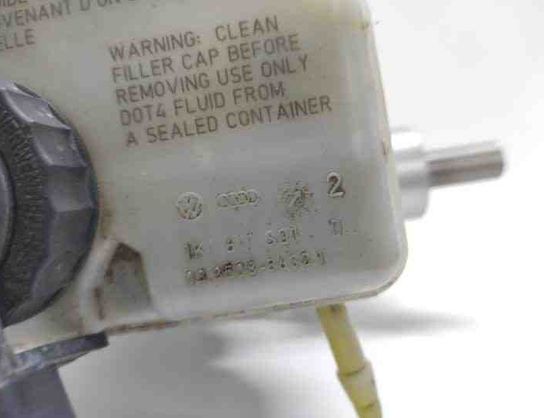 VENANT D'UN
ELLE
WARNING: CLEAN
FILLER CAP BEFORE
REMOVING USE ONLY
DOT4 FLUID FROM
A SEALED CONTAINER
2